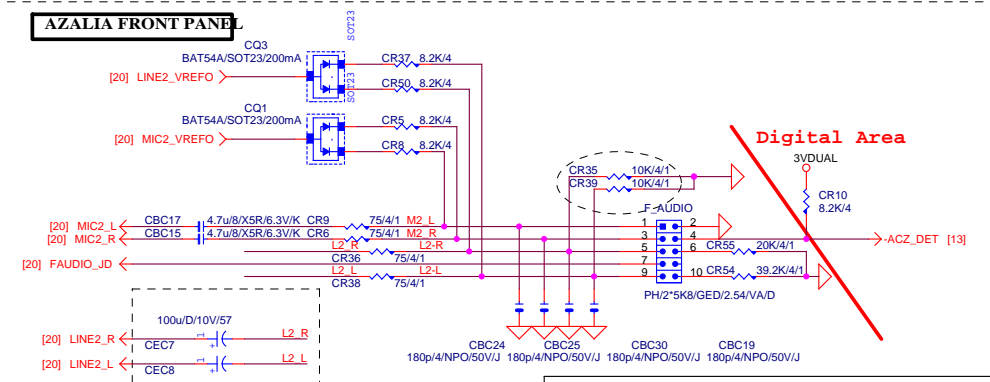 AZALIA FRONT PANEL
SOT23
CQ3
BAT54A/SOT23/200mA
[20] LINE2_VREFO
CR37 8.2K/4
CR50 8.2K/4
SOT23
CQ1
BAT54A/SOT23/200mA
[20] MIC2_VREFO
CR5 8.2K/4
CR8 8.2K/4
Digital Area
3VDUAL
CR10
8.2K/4
CR35 10K/4/1
CR39 10K/4/1
F_AUDIO
[20] MIC2_L CBC17 4.7u/8/X5R/6.3V/K CR9 75/4/1 M2_L 1 2
[20] MIC2_R CBC15 4.7u/8/X5R/6.3V/K CR6 75/4/1 M2_R 3 4 -ACZ_DET [13]
L2_R L2-R 5 6 CR55 20K/4/1
CR36 75/4/1
[20] FAUDIO_JD 7
L2_L L2-L 9 10 CR54 39.2K/4/1
CR38 75/4/1
PH/2*5K8/GED/2.54/VA/D
100u/D/10V/57
[20] LINE2_R 1 + L2_R
CEC7
[20] LINE2_L 1 + L2_L
CEC8
CBC24 CBC25 CBC30 CBC19
180p/4/NPO/50V/J 180p/4/NPO/50V/J 180p/4/NPO/50V/J 180p/4/NPO/50V/J